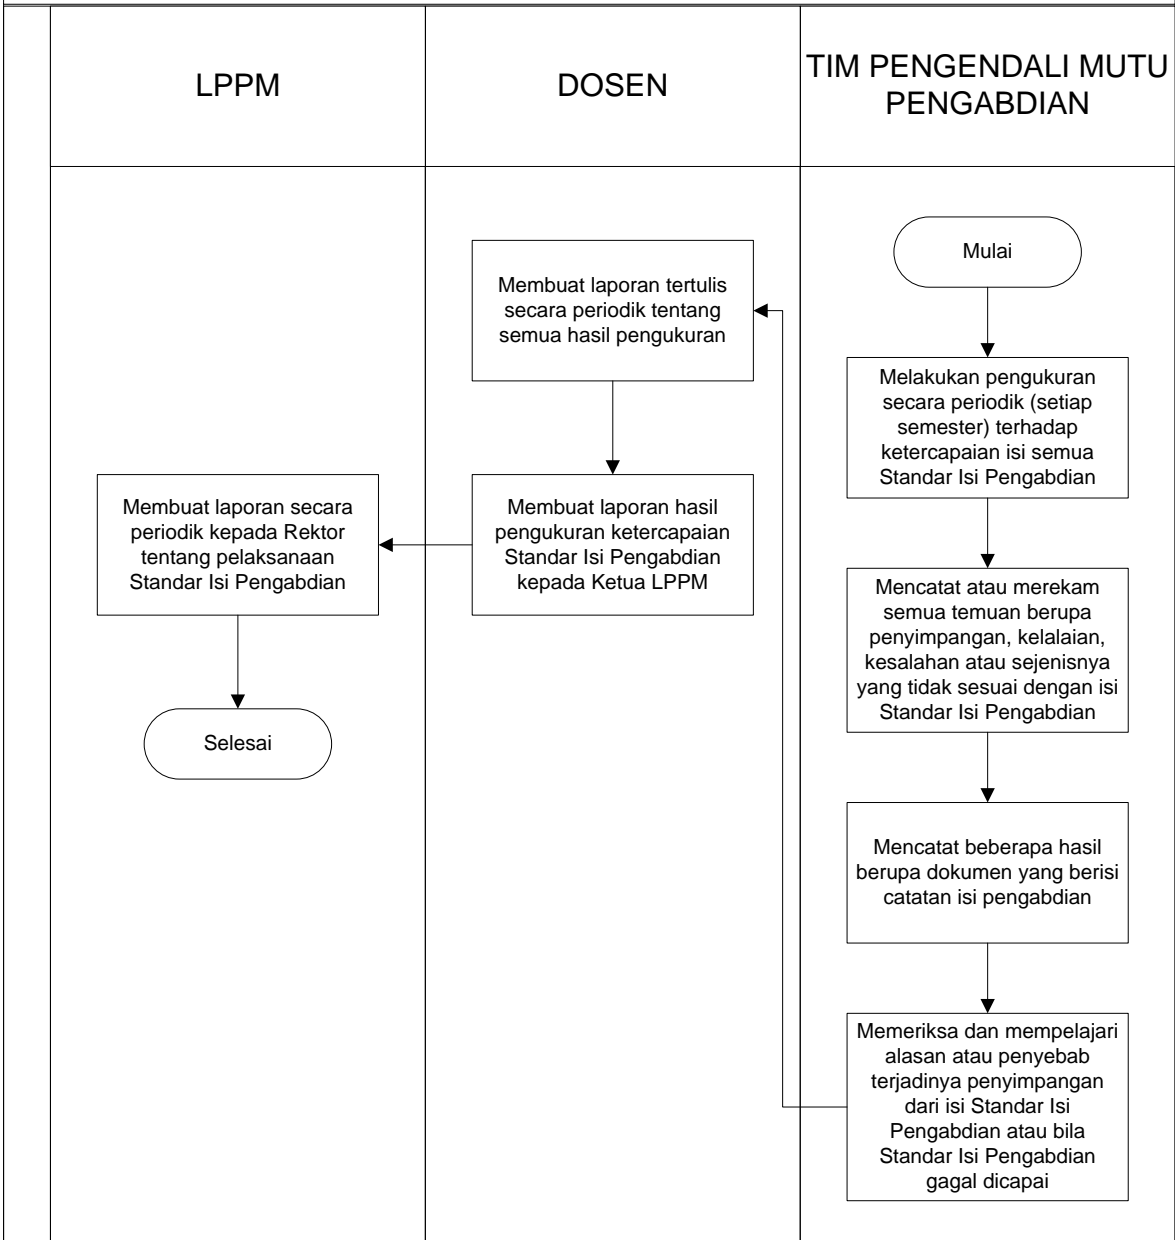 LPPM
DOSEN
TIM PENGENDALI MUTU
PENGABDIAN
Mulai
Melakukan pengukuran
secara periodik (setiap
semester) terhadap
ketercapaian isi semua
Standar Isi Pengabdian
Mencatat atau merekam
semua temuan berupa
penyimpangan, kelalaian,
kesalahan atau sejenisnya
yang tidak sesuai dengan isi
Standar Isi Pengabdian
Mencatat beberapa hasil
berupa dokumen yang berisi
catatan isi pengabdian
Memeriksa dan mempelajari
alasan atau penyebab
terjadinya penyimpangan
dari isi Standar Isi
Pengabdian atau bila
Standar Isi Pengabdian
gagal dicapai
Membuat laporan tertulis
secara periodik tentang
semua hasil pengukuran
Membuat laporan hasil
pengukuran ketercapaian
Standar Isi Pengabdian
kepada Ketua LPPM
Membuat laporan secara
periodik kepada Rektor
tentang pelaksanaan
Standar Isi Pengabdian
Selesai